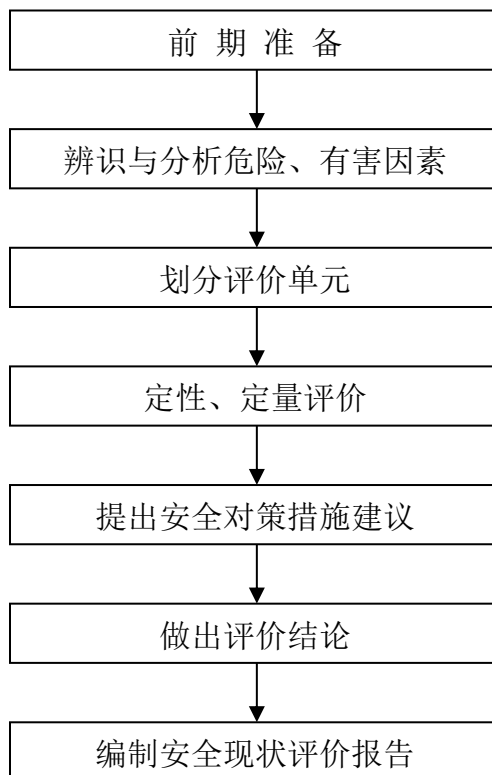 前 期 准 备
辨识与分析危险、有害因素
划分评价单元
定性、定量评价
提出安全对策措施建议
做出评价结论
编制安全现状评价报告